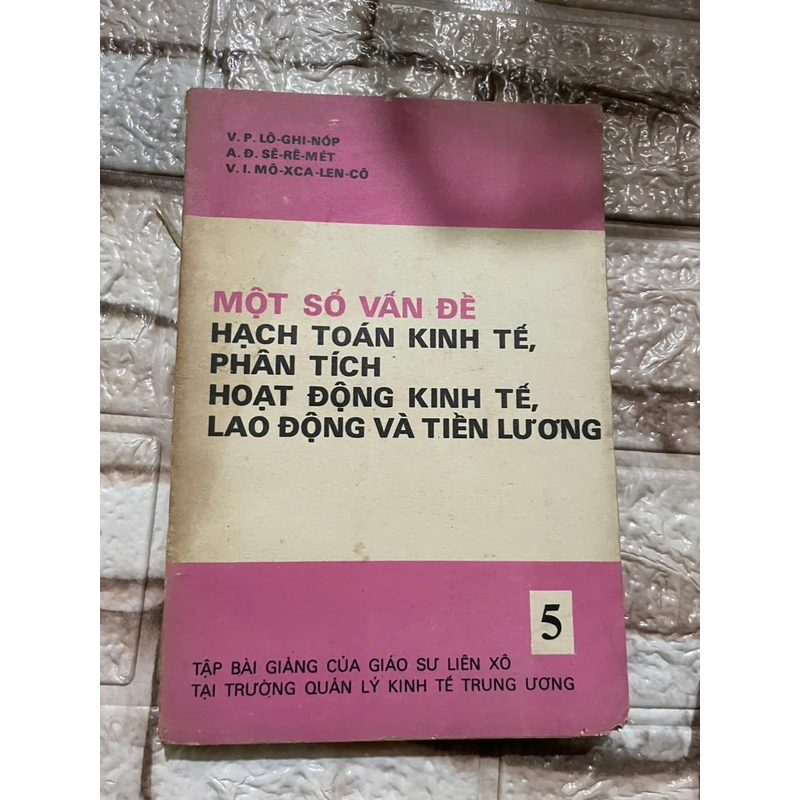 V. P. LÔ-GHI-NỐP
A. Đ. SÊ-RÊ-MÉT
V. I. MÔ-XCA-LEN-CÔ
MỘT SỐ VẤN ĐỀ
HẠCH TOÁN KINH TẾ,
PHÂN TÍCH
HOẠT ĐỘNG KINH TẾ,
LAO ĐỘNG VÀ TIỀN LƯƠNG
5
TẬP BÀI GIẢNG CỦA GIÁO SƯ LIÊN XÔ
TẠI TRƯỜNG QUẢN LÝ KINH TẾ TRUNG ƯƠNG